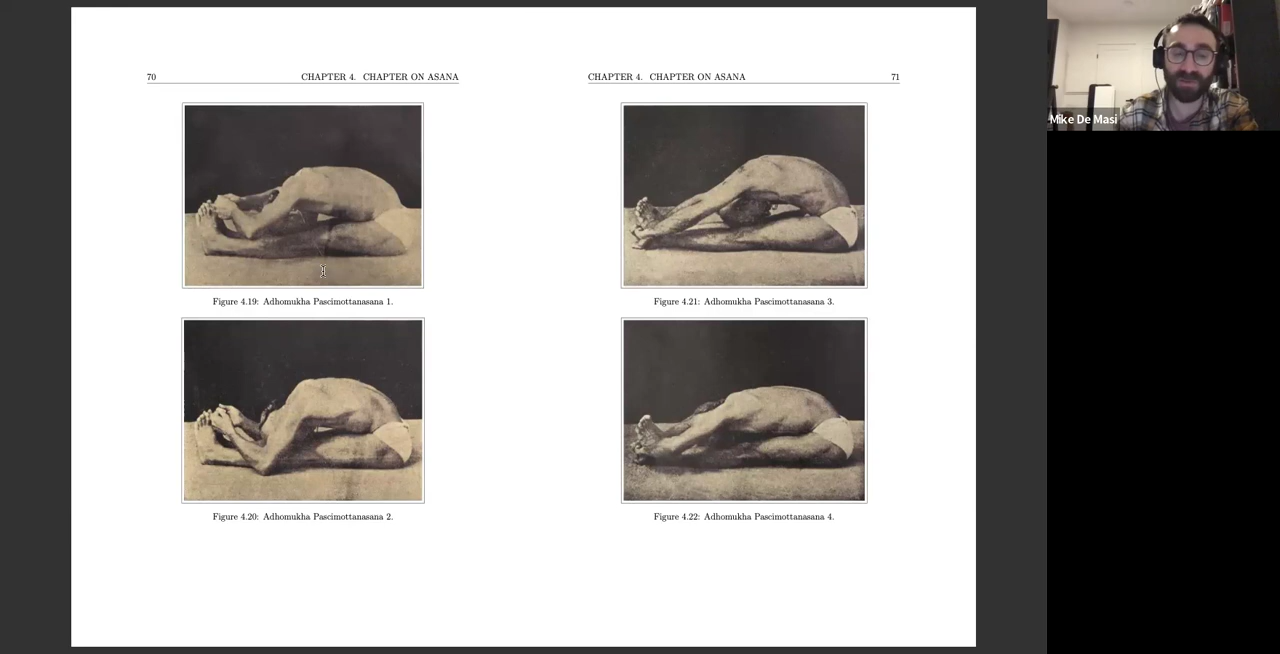 70
CHAPTER 4. CHAPTER ON ASANA
Figure 4.19: Adhomukha Pascimottanasana 1.
Figure 4.20: Adhomukha Pascimottanasana 2.
CHAPTER 4. CHAPTER ON ASANA
71
Figure 4.21: Adhomukha Pascimottanasana 3.
Figure 4.22: Adhomukha Pascimottanasana 4.
Mike De Masi